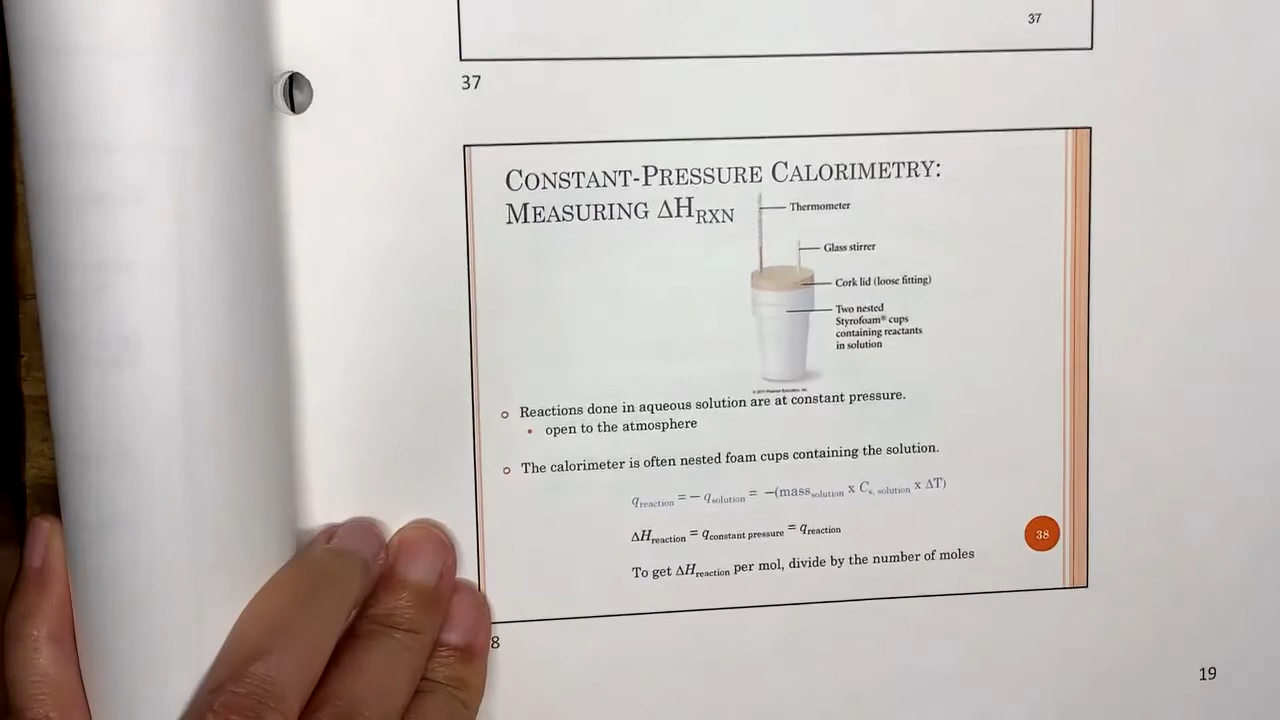 37
37
CONSTANT-PRESSURE CALORIMETRY:
MEASURING ΔHRXN
Thermometer
Glass stirrer
Cork lid (loose fitting)
Two nested
Styrofoam® cups
containing reactants
in solution
Reactions done in aqueous solution are at constant pressure.
open to the atmosphere
The calorimeter is often nested foam cups containing the solution.
qreaction = − qsolution = −(masssolution x Cs, solution x ΔT)
ΔHreaction = qconstant pressure = qreaction
38
To get ΔHreaction per mol, divide by the number of moles
8
19